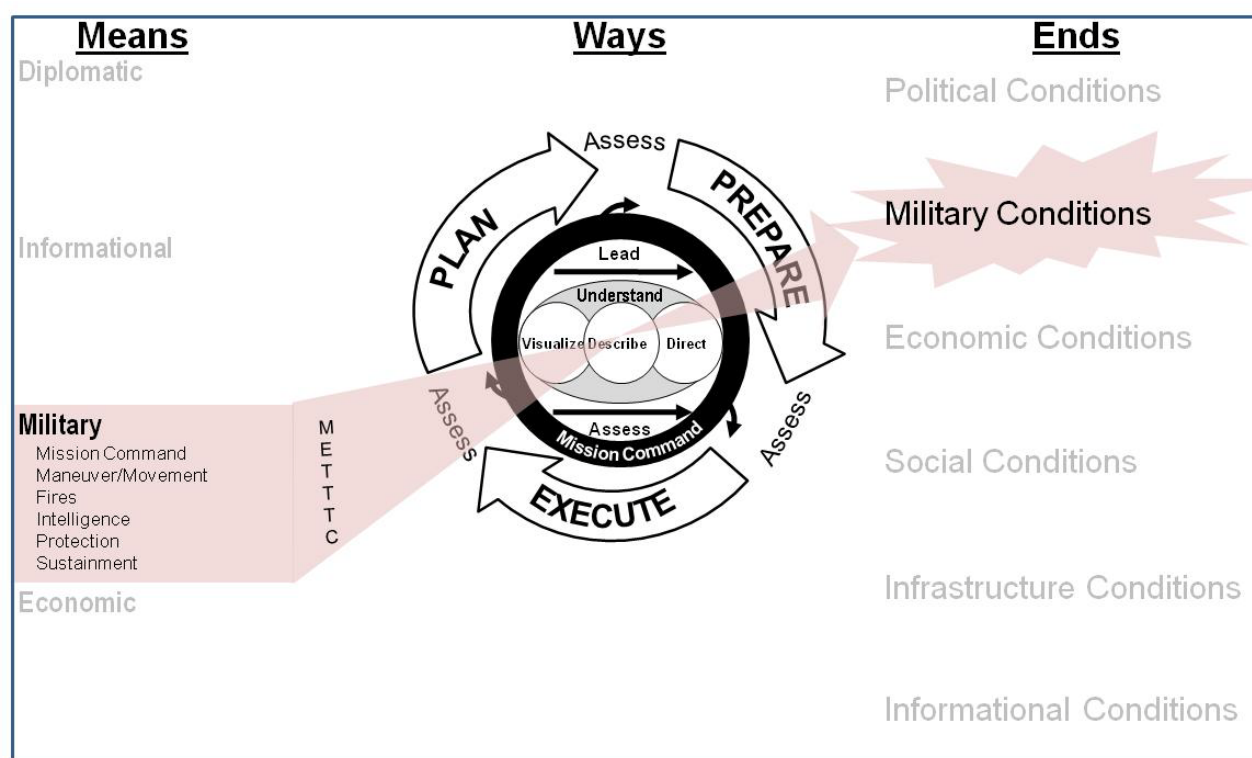 Means
Diplomatic
Informational
Military
Mission Command
Maneuver/Movement
Fires
Intelligence
Protection
Sustainment
Economic
M
E
T
T
T
C
Ways
Assess
PLAN
PREPARE
Lead
Understand
Visualize Describe Direct
Assess
Mission Command
Assess
Assess
EXECUTE
Ends
Political Conditions
Military Conditions
Economic Conditions
Social Conditions
Infrastructure Conditions
Informational Conditions